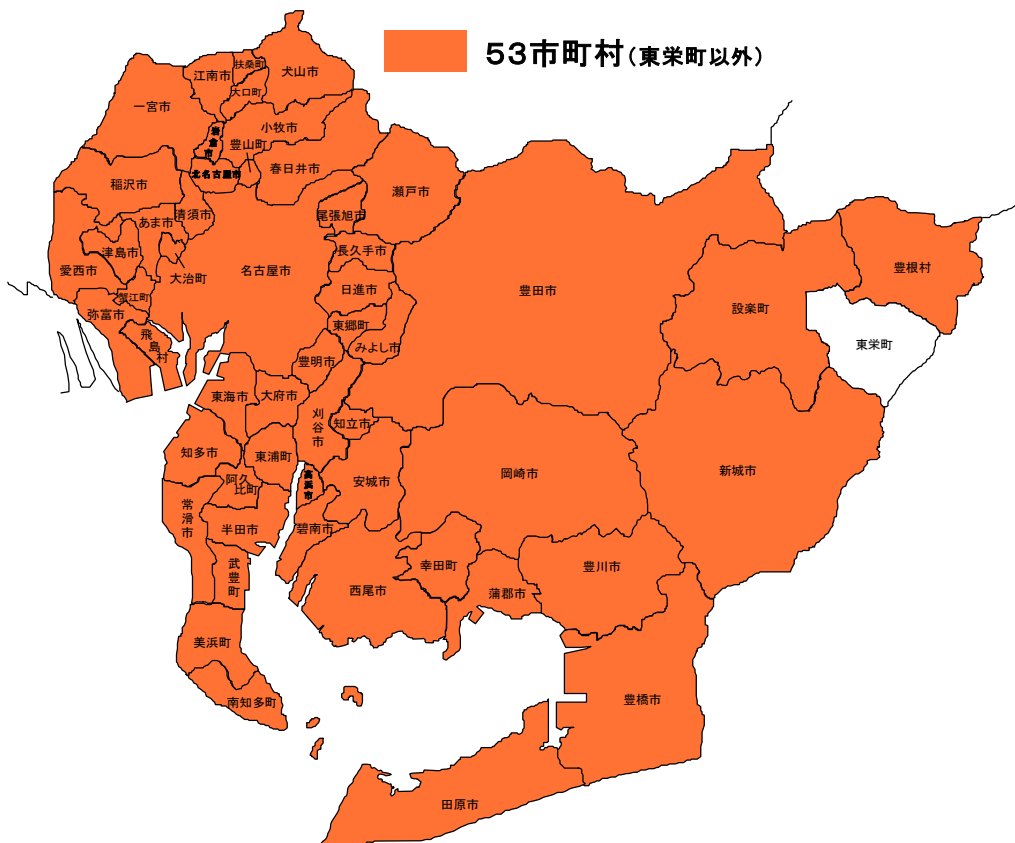 53市町村(東栄町以外)
扶桑町
江南市
犬山市
大口町
一宮市
岩倉市
小牧市
豊山町
北名古屋市
春日井市
稲沢市
瀬戸市
清須市
尾張旭市
あま市
長久手市
津島市
愛西市
大治町
名古屋市
日進市
豊田市
豊根村
設楽町
蟹江町
弥富市
飛島村
東郷町
みよし市
東栄町
豊明市
東海市
大府市
刈谷市
知立市
知多市
東浦町
新城市
岡崎市
阿久比町
高浜市
安城市
常滑市
半田市
碧南市
武豊町
幸田町
豊川市
西尾市
蒲郡市
美浜町
南知多町
豊橋市
田原市